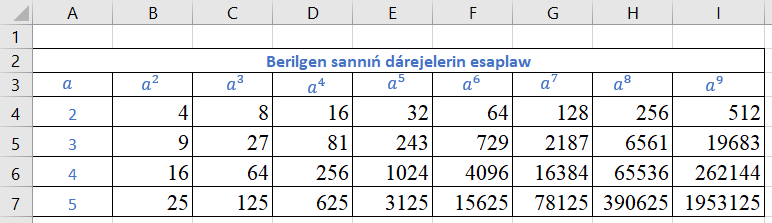 A B C D E F G H I
1
2 Berilgen sannıń dárejelerin esaplaw
3 a a² a³ a⁴ a⁵ a⁶ a⁷ a⁸ a⁹
4 2 4 8 16 32 64 128 256 512
5 3 9 27 81 243 729 2187 6561 19683
6 4 16 64 256 1024 4096 16384 65536 262144
7 5 25 125 625 3125 15625 78125 390625 1953125